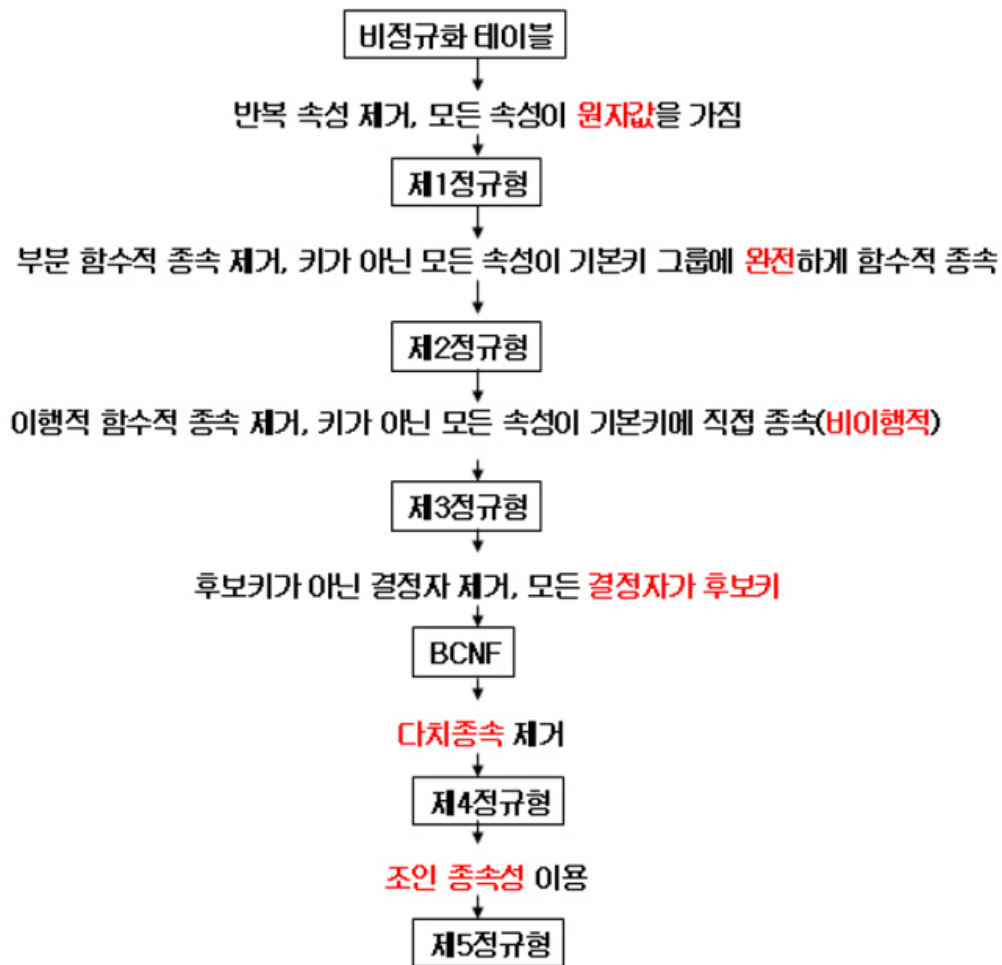 비정규화 테이블
반복 속성 제거, 모든 속성이 원자값을 가짐
제1정규형
부분 함수적 종속 제거, 키가 아닌 모든 속성이 기본키 그룹에 완전하게 함수적 종속
제2정규형
이행적 함수적 종속 제거, 키가 아닌 모든 속성이 기본키에 직접 종속(비이행적)
제3정규형
후보키가 아닌 결정자 제거, 모든 결정자가 후보키
BCNF
다치종속 제거
제4정규형
조인 종속성 이용
제5정규형